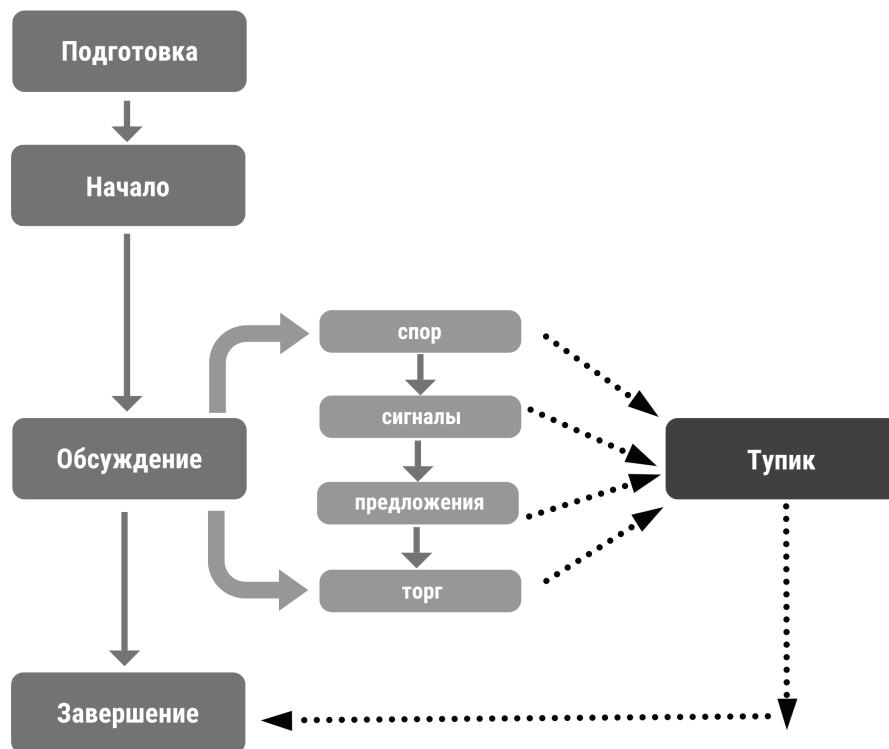 Подготовка
Начало
спор
сигналы
Обсуждение
Тупик
предложения
торг
Завершение